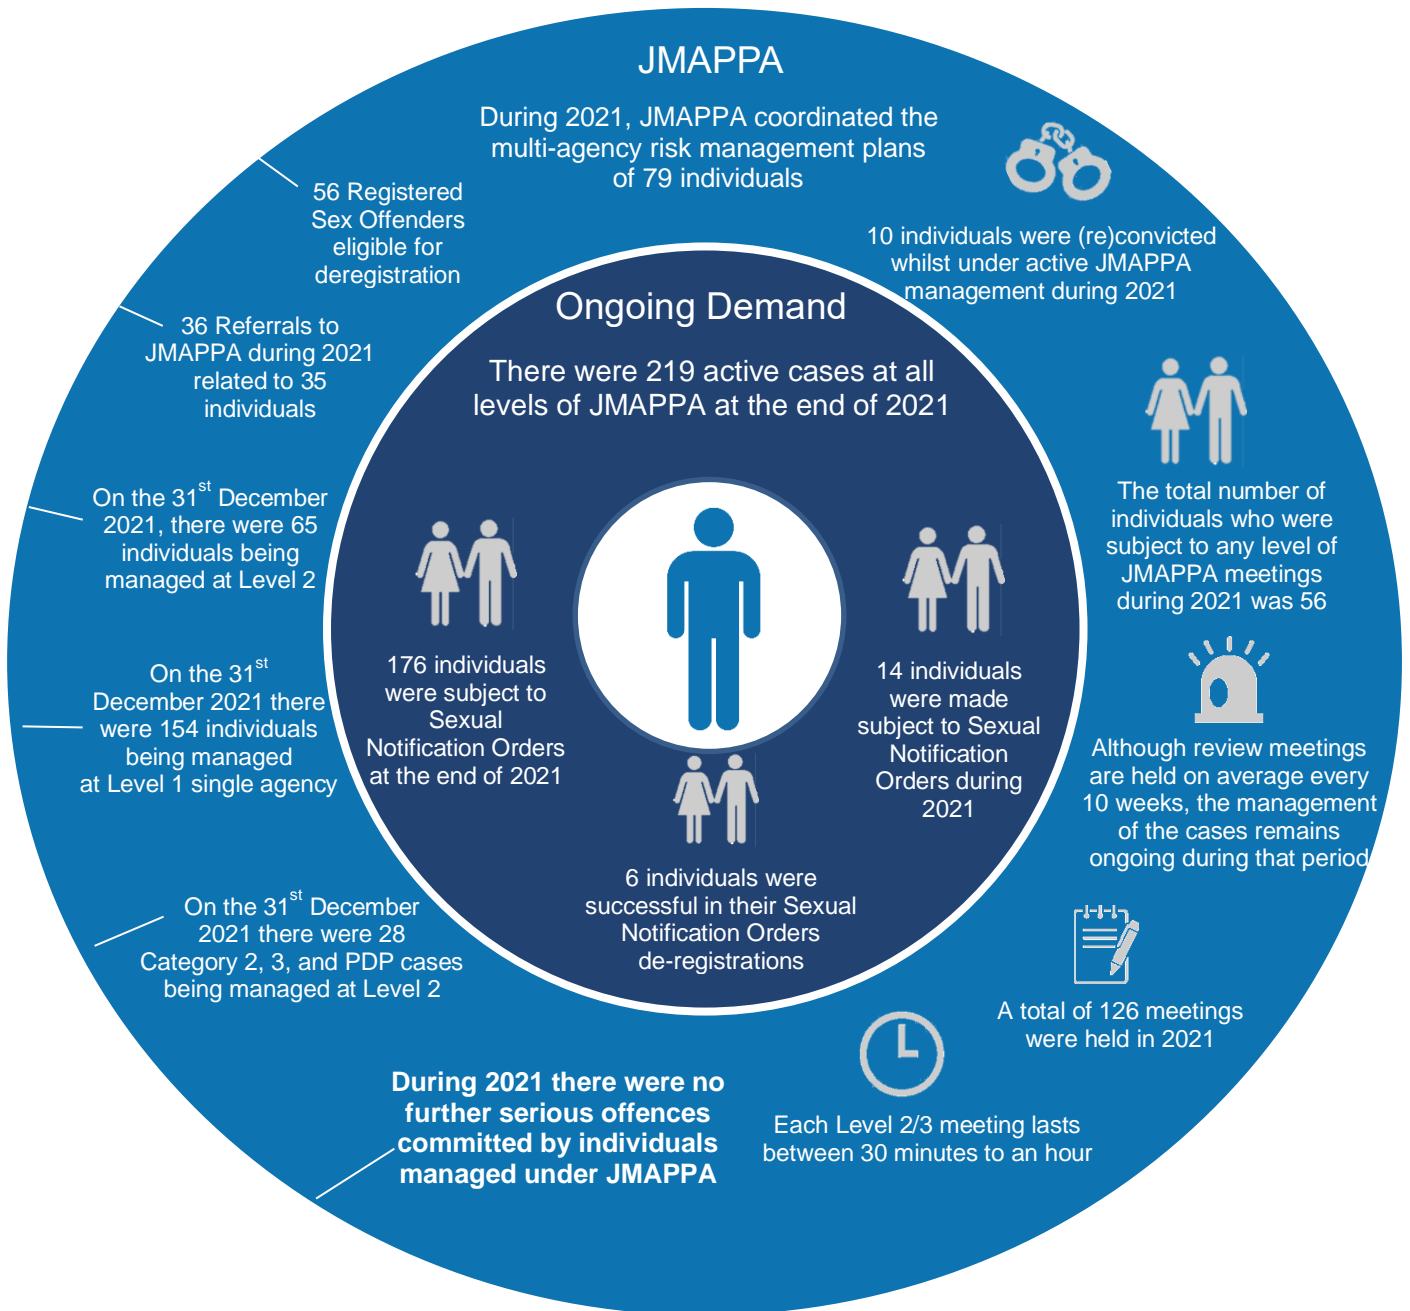 JMAPPA
During 2021, JMAPPA coordinated the
multi-agency risk management plans
of 79 individuals
10 individuals were (re)convicted
whilst under active JMAPPA
management during 2021
The total number of
individuals who were
subject to any level of
JMAPPA meetings
during 2021 was 56
Although review meetings
are held on average every
10 weeks, the management
of the cases remains
ongoing during that period
A total of 126 meetings
were held in 2021
Each Level 2/3 meeting lasts
between 30 minutes to an hour
During 2021 there were no
further serious offences
committed by individuals
managed under JMAPPA
On the 31st December
2021 there were 28
Category 2, 3, and PDP cases
being managed at Level 2
On the 31st
December 2021 there
were 154 individuals
being managed
at Level 1 single agency
On the 31st December
2021, there were 65
individuals being
managed at Level 2
36 Referrals to
JMAPPA during 2021
related to 35
individuals
56 Registered
Sex Offenders
eligible for
deregistration
Ongoing Demand
There were 219 active cases at all
levels of JMAPPA at the end of 2021
176 individuals
were subject to
Sexual
Notification Orders
at the end of 2021
14 individuals
were made
subject to Sexual
Notification
Orders during
2021
6 individuals were
successful in their Sexual
Notification Orders
de-registrations